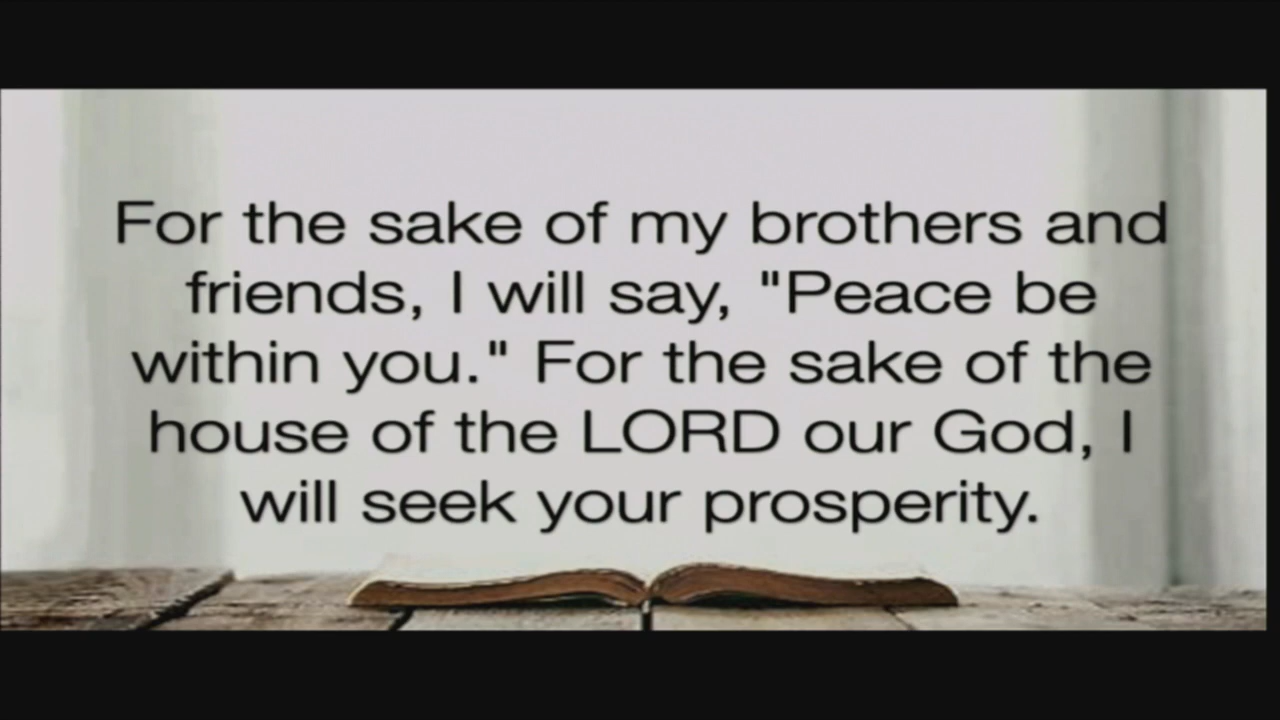 For the sake of my brothers and
friends, I will say, "Peace be
within you." For the sake of the
house of the LORD our God, I
will seek your prosperity.